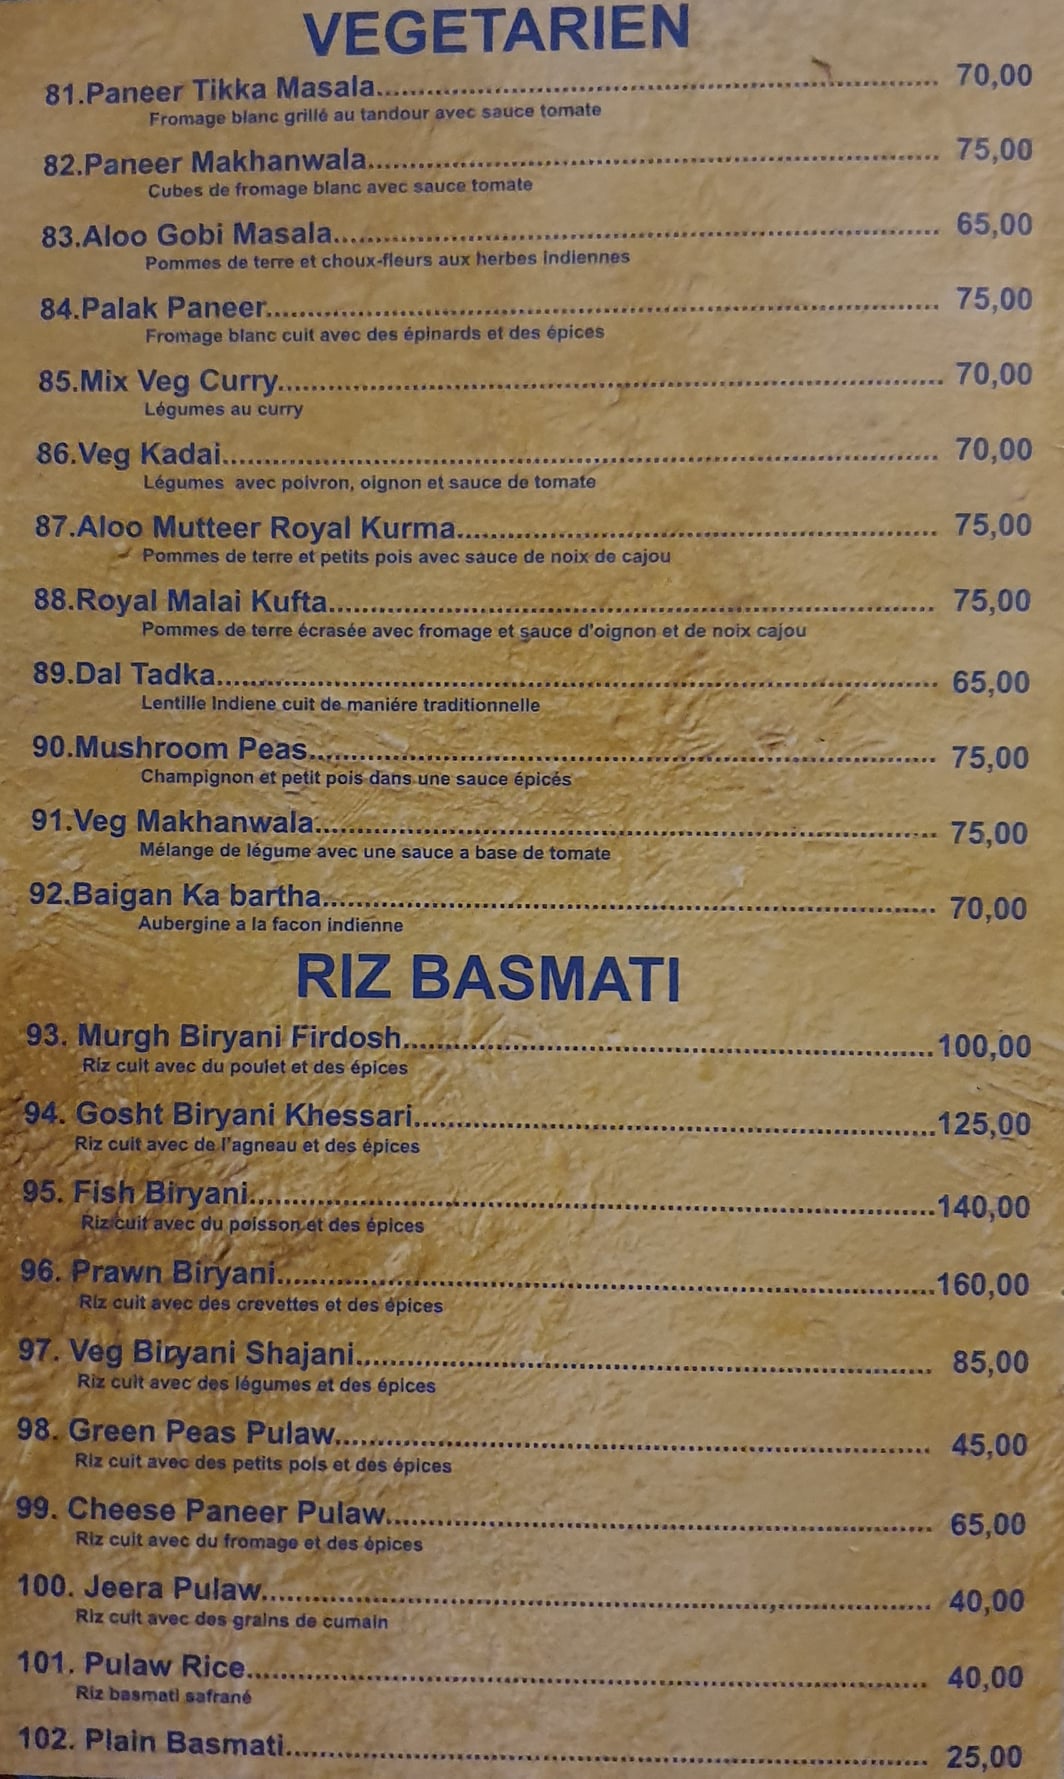 VEGETARIEN
81.Paneer Tikka Masala........ 70,00
Fromage blanc grillé au tandour avec sauce tomate
82.Paneer Makhanwala........ 75,00
Cubes de fromage blanc avec sauce tomate
83.Aloo Gobi Masala........ 65,00
Pommes de terre et choux-fleurs aux herbes indiennes
84.Palak Paneer........ 75,00
Fromage blanc cuit avec des épinards et des épices
85.Mix Veg Curry........ 70,00
Légumes au curry
86.Veg Kadai........ 70,00
Légumes avec poivron, oignon et sauce de tomate
87.Aloo Mutteer Royal Kurma........ 75,00
Pommes de terre et petits pois avec sauce de noix de cajou
88.Royal Malai Kufta........ 75,00
Pommes de terre écrasée avec fromage et sauce d'oignon et de noix cajou
89.Dal Tadka........ 65,00
Lentille Indiene cuit de maniére traditionnelle
90.Mushroom Peas........ 75,00
Champignon et petit pois dans une sauce épicés
91.Veg Makhanwala........ 75,00
Mélange de légume avec une sauce a base de tomate
92.Baigan Ka bartha........ 70,00
Aubergine a la facon indienne
RIZ BASMATI
93. Murgh Biryani Firdosh........100,00
Riz cuit avec du poulet et des épices
94. Gosht Biryani Khessari........125,00
Riz cuit avec de l'agneau et des épices
95. Fish Biryani........140,00
Riz cuit avec du poisson et des épices
96. Prawn Biryani........160,00
Riz cuit avec des crevettes et des épices
97. Veg Biryani Shajani........ 85,00
Riz cuit avec des légumes et des épices
98. Green Peas Pulaw........ 45,00
Riz cuit avec des petits pois et des épices
99. Cheese Paneer Pulaw........ 65,00
Riz cuit avec du fromage et des épices
100. Jeera Pulaw........ 40,00
Riz cuit avec des grains de cumain
101. Pulaw Rice........ 40,00
Riz basmati safrané
102. Plain Basmati........ 25,00